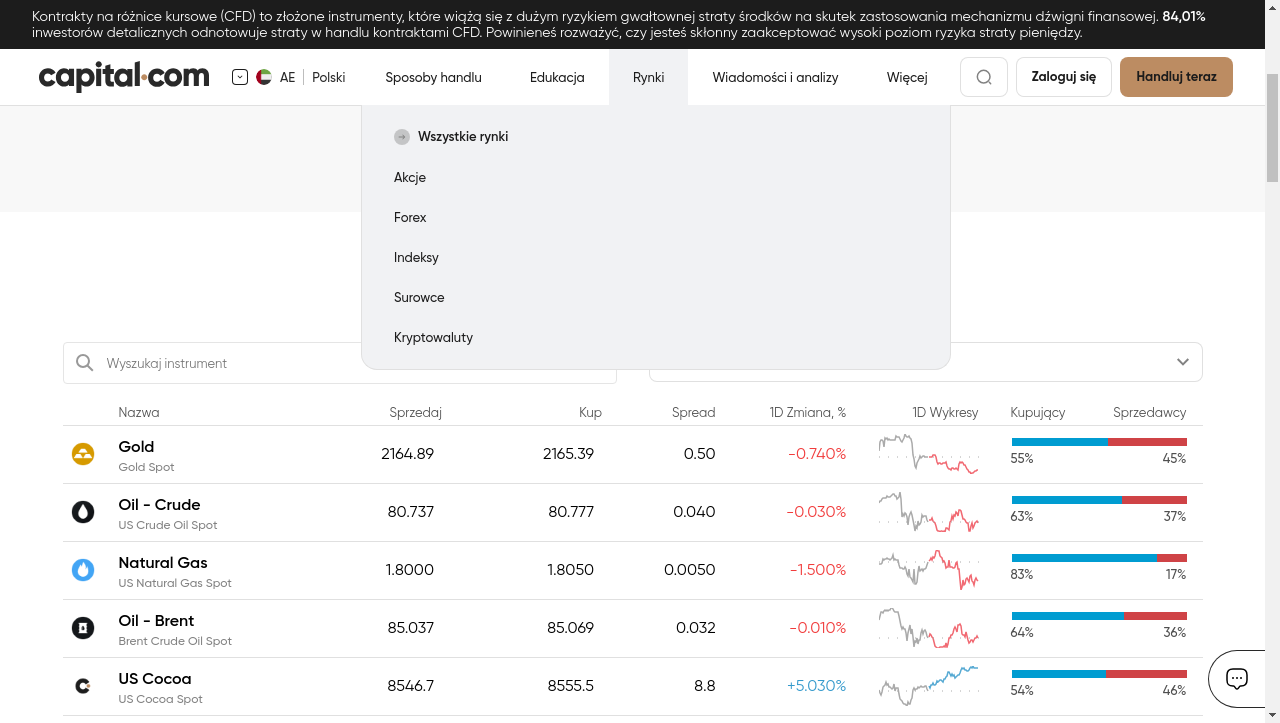 Kontrakty na różnice kursowe (CFD) to złożone instrumenty, które wiążą się z dużym ryzykiem gwałtownej straty środków na skutek zastosowania mechanizmu dźwigni finansowej. 84,01%
inwestorów detalicznych odnotowuje straty w handlu kontraktami CFD. Powinieneś rozważyć, czy jesteś skłonny zaakceptować wysoki poziom ryzyka straty pieniędzy.
capital.com AE Polski Sposoby handlu Edukacja Rynki Wiadomości i analizy Więcej Zaloguj się Handluj teraz
Wszystkie rynki
Akcje
Forex
Indeksy
Surowce
Kryptowaluty
Wyszukaj instrument
Nazwa Sprzedaj Kup Spread 1D Zmiana, % 1D Wykresy Kupujący Sprzedawcy
Gold 2164.89 2165.39 0.50 -0.740% 55% 45%
Gold Spot
Oil - Crude 80.737 80.777 0.040 -0.030% 63% 37%
US Crude Oil Spot
Natural Gas 1.8000 1.8050 0.0050 -1.500% 83% 17%
US Natural Gas Spot
Oil - Brent 85.037 85.069 0.032 -0.010% 64% 36%
Brent Crude Oil Spot
US Cocoa 8546.7 8555.5 8.8 +5.030% 54% 46%
US Cocoa Spot